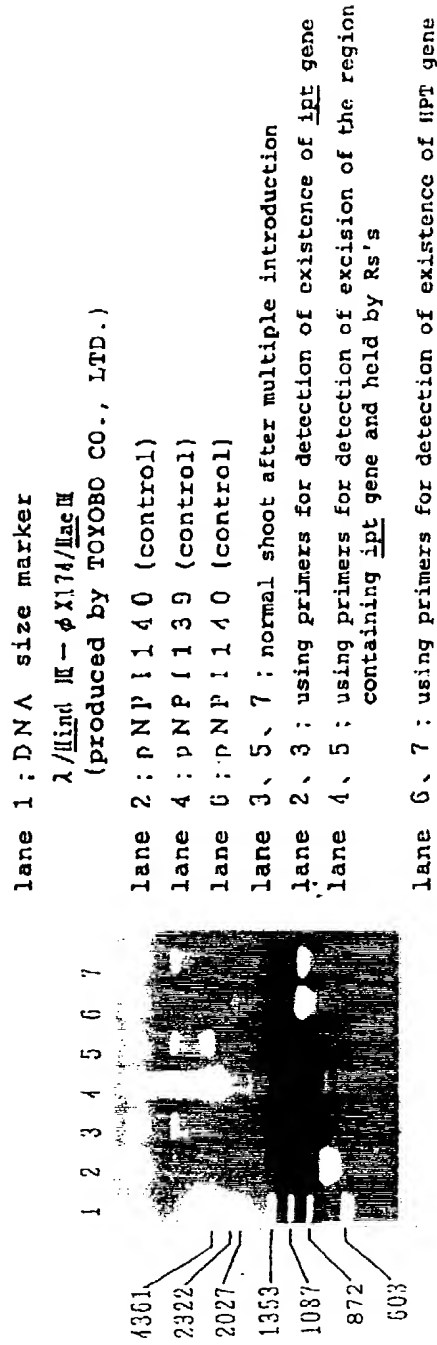 lane 1 ; DNA size marker
λ/Hind III - φX174/Hae III
(produced by TOYOBO CO., LTD.)
lane 2 ; pNPI140 (control)
lane 4 ; pNPI139 (control)
lane 6 ; pNPI140 (control)
lane 3、5、7 ; normal shoot after multiple introduction
lane 2、3 ; using primers for detection of existence of ipt gene
lane 4、5 ; using primers for detection of excision of the region
containing ipt gene and held by Rs's
lane 6、7 ; using primers for detection of existence of HPT gene
1 2 3 4 5 6 7
4361
2322
2027
1353
1087
872
603